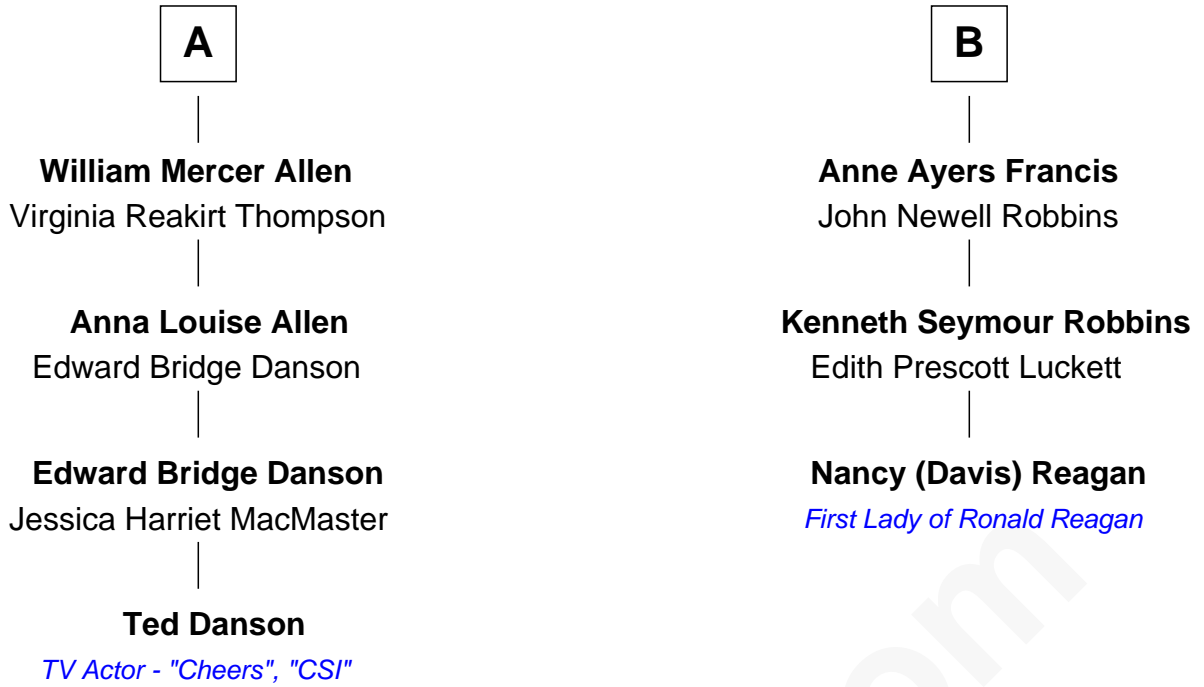 A
William Mercer Allen
Virginia Reakirt Thompson
Anna Louise Allen
Edward Bridge Danson
Edward Bridge Danson
Jessica Harriet MacMaster
Ted Danson
TV Actor - "Cheers", "CSI"
B
Anne Ayers Francis
John Newell Robbins
Kenneth Seymour Robbins
Edith Prescott Luckett
Nancy (Davis) Reagan
First Lady of Ronald Reagan
om